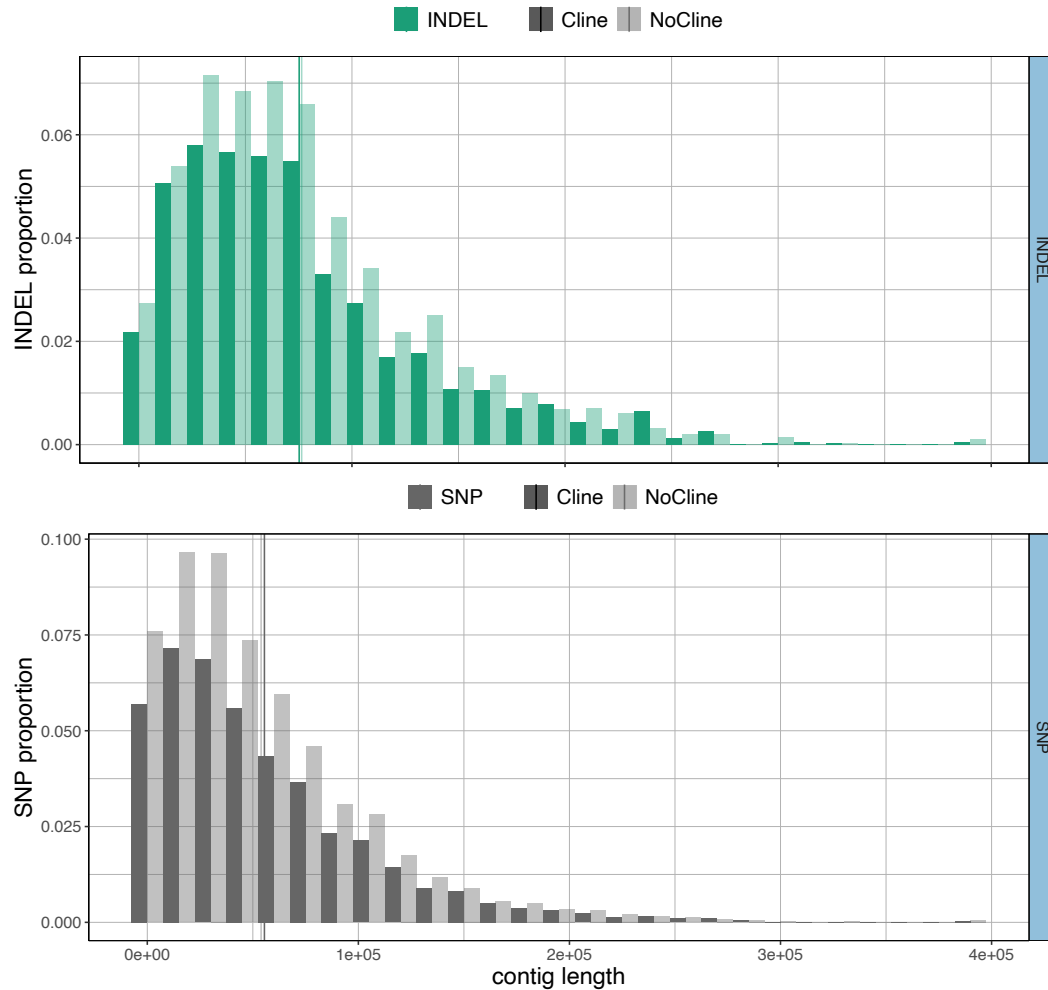 INDEL Cline NoCline
INDEL proportion
0.06
0.04
0.02
0.00
INDEL
SNP Cline NoCline
SNP proportion
0.100
0.075
0.050
0.025
0.000
SNP
0e+00 1e+05 2e+05 3e+05 4e+05
contig length